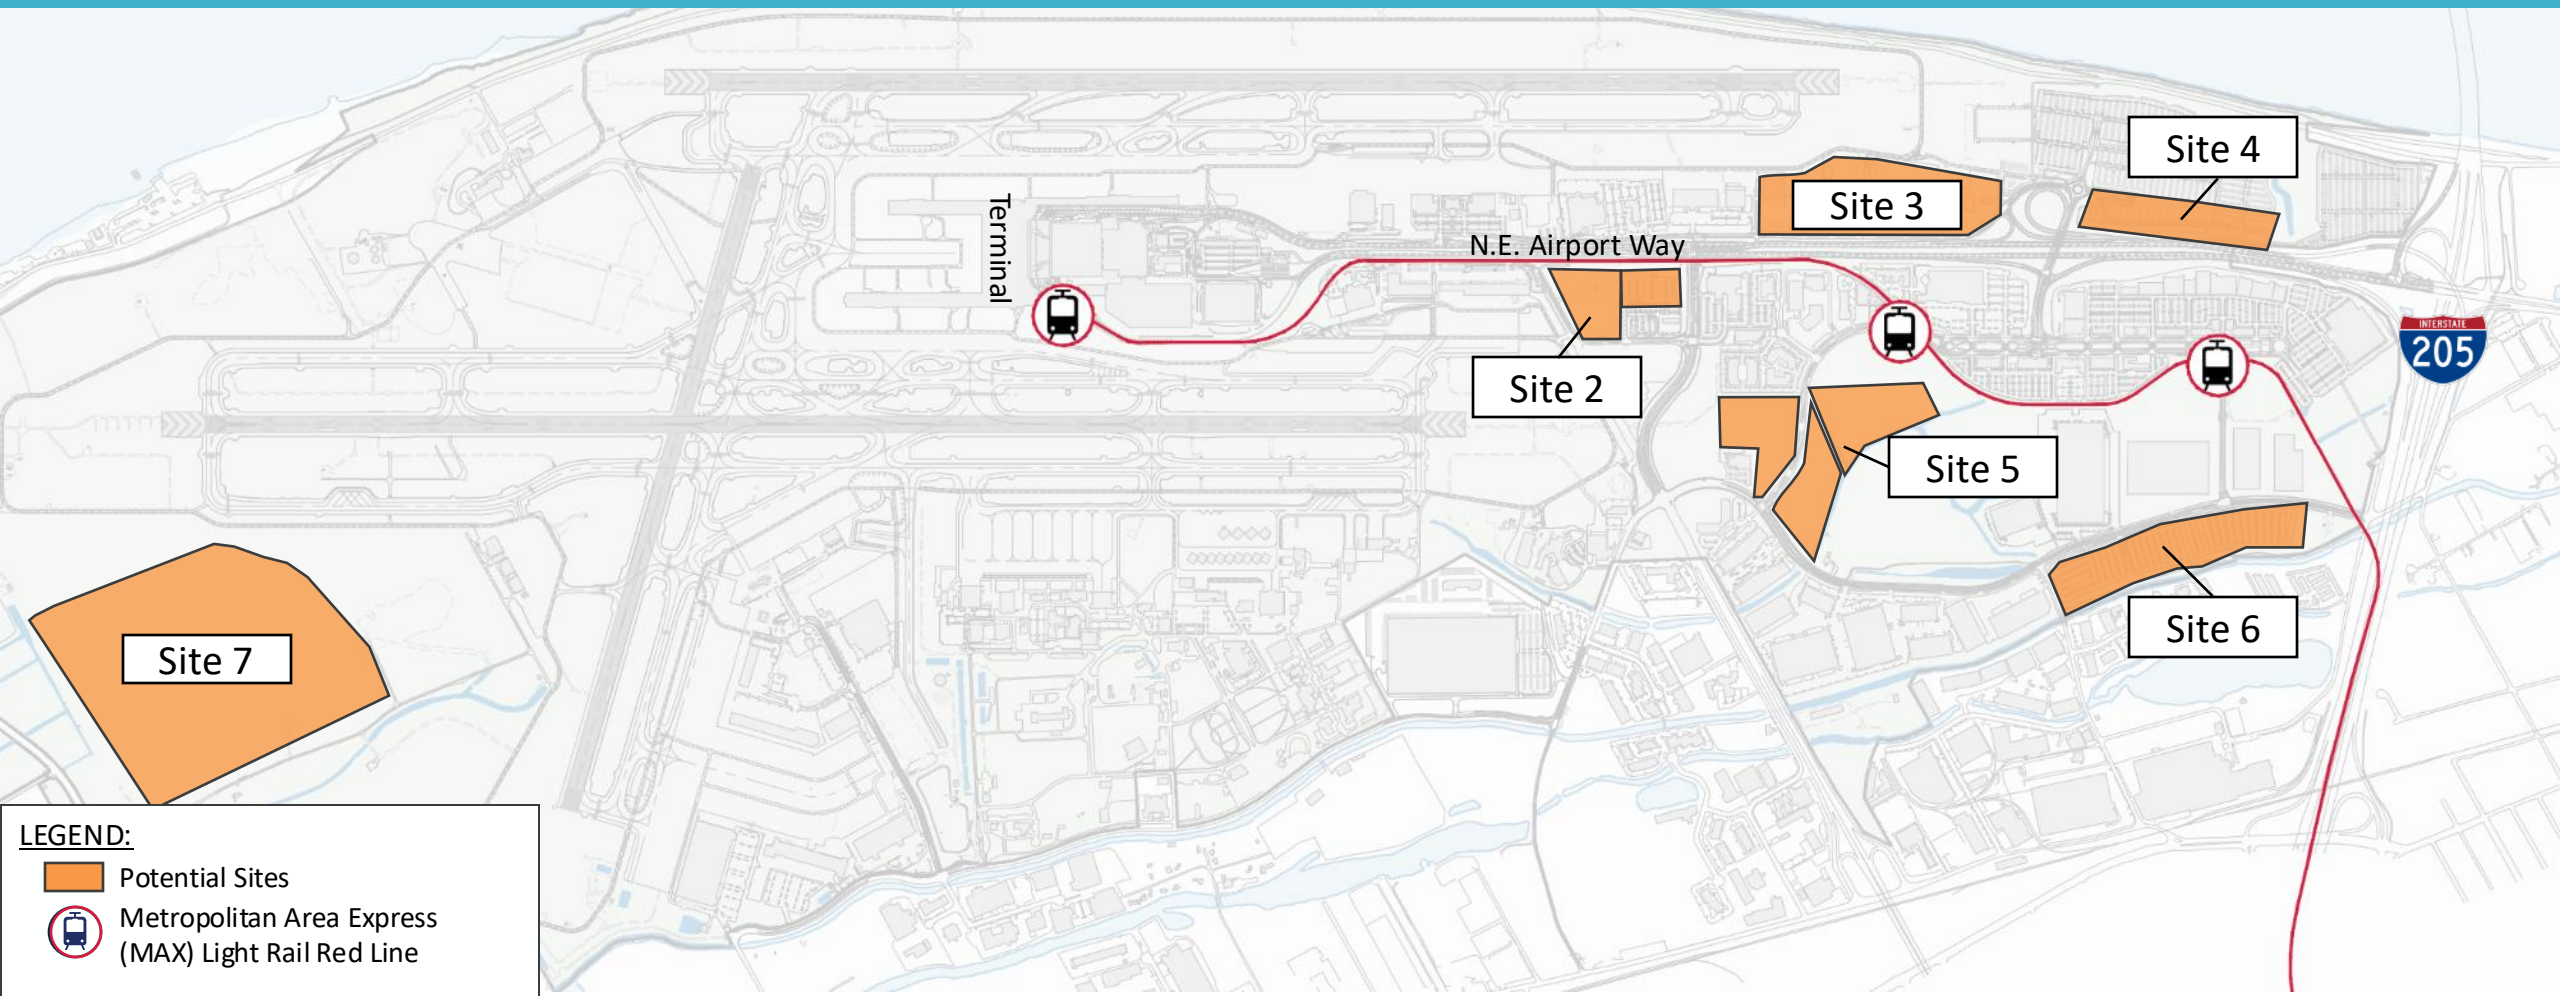 Site 4
Terminal
Site 3
N.E. Airport Way
INTERSTATE
205
Site 2
Site 5
Site 6
Site 7
LEGEND:
Potential Sites
Metropolitan Area Express
(MAX) Light Rail Red Line